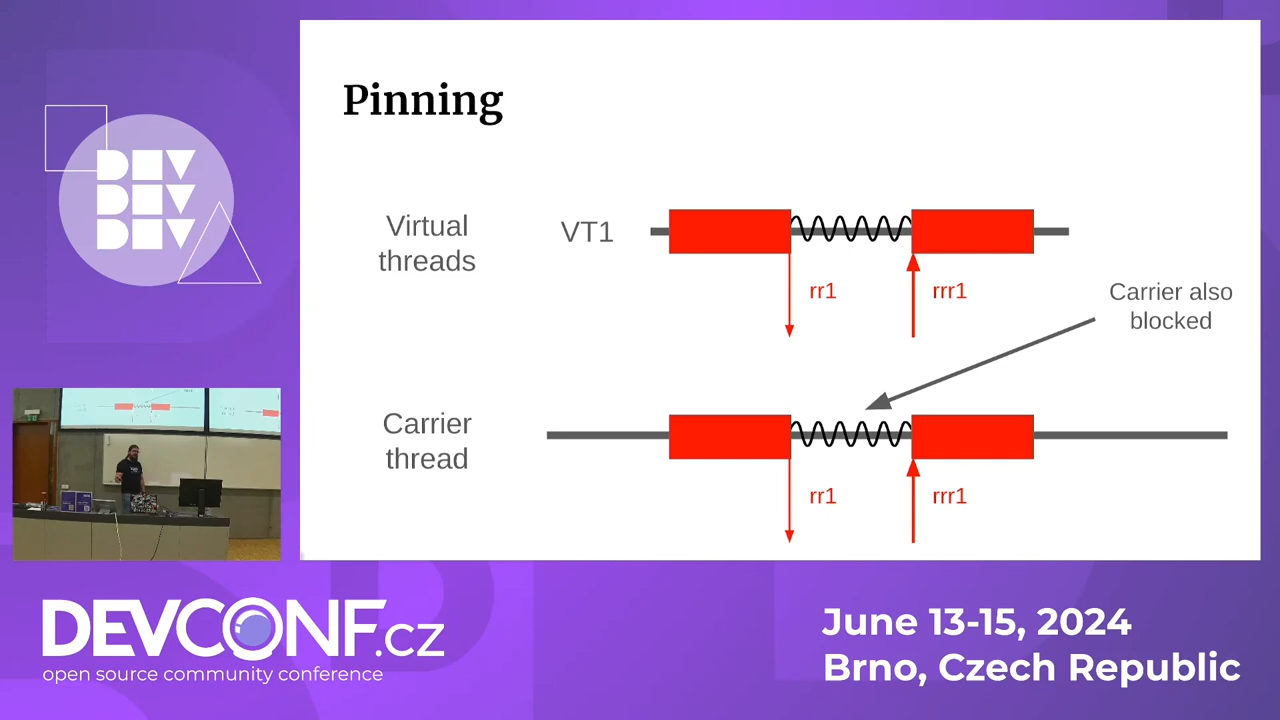 DEV
DEV
DEV
Pinning
Virtual
threads
VT1
rr1
rrr1
Carrier also
blocked
Carrier
thread
rr1
rrr1
DEVCONF.cz
open source community conference
June 13-15, 2024
Brno, Czech Republic